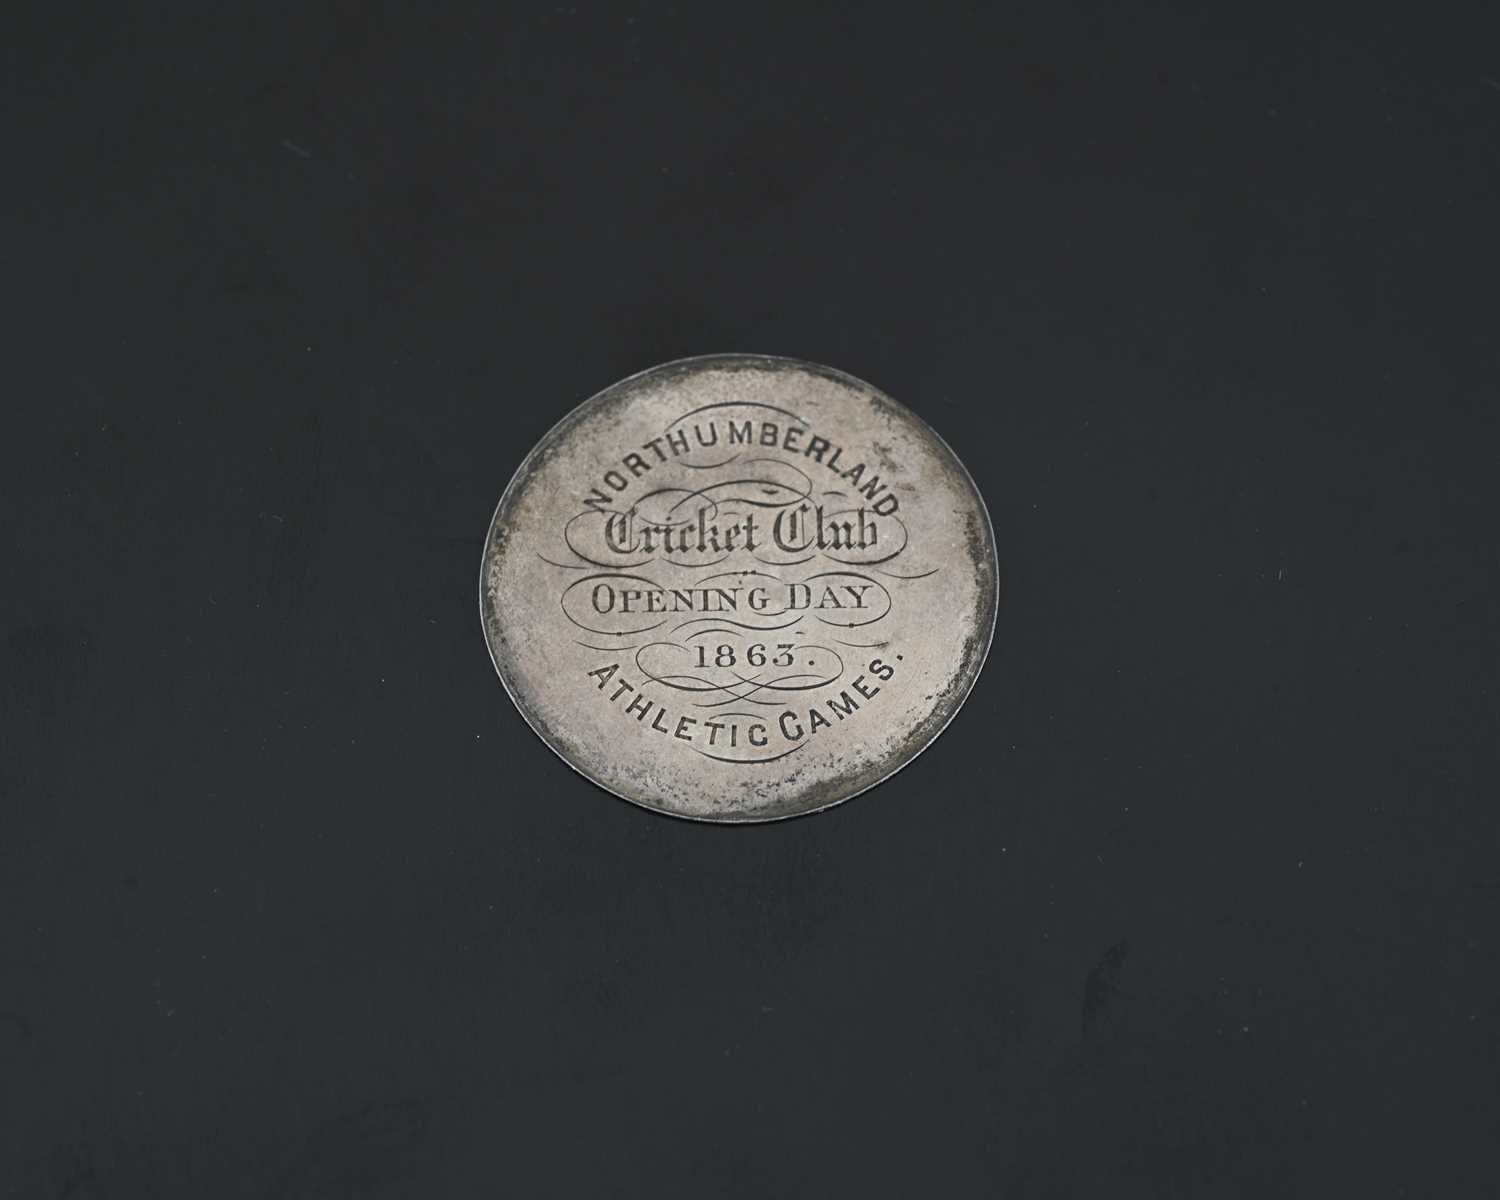 NORTHUMBERLAND
Cricket Club
OPENING DAY
1863.
ATHLETIC GAMES.